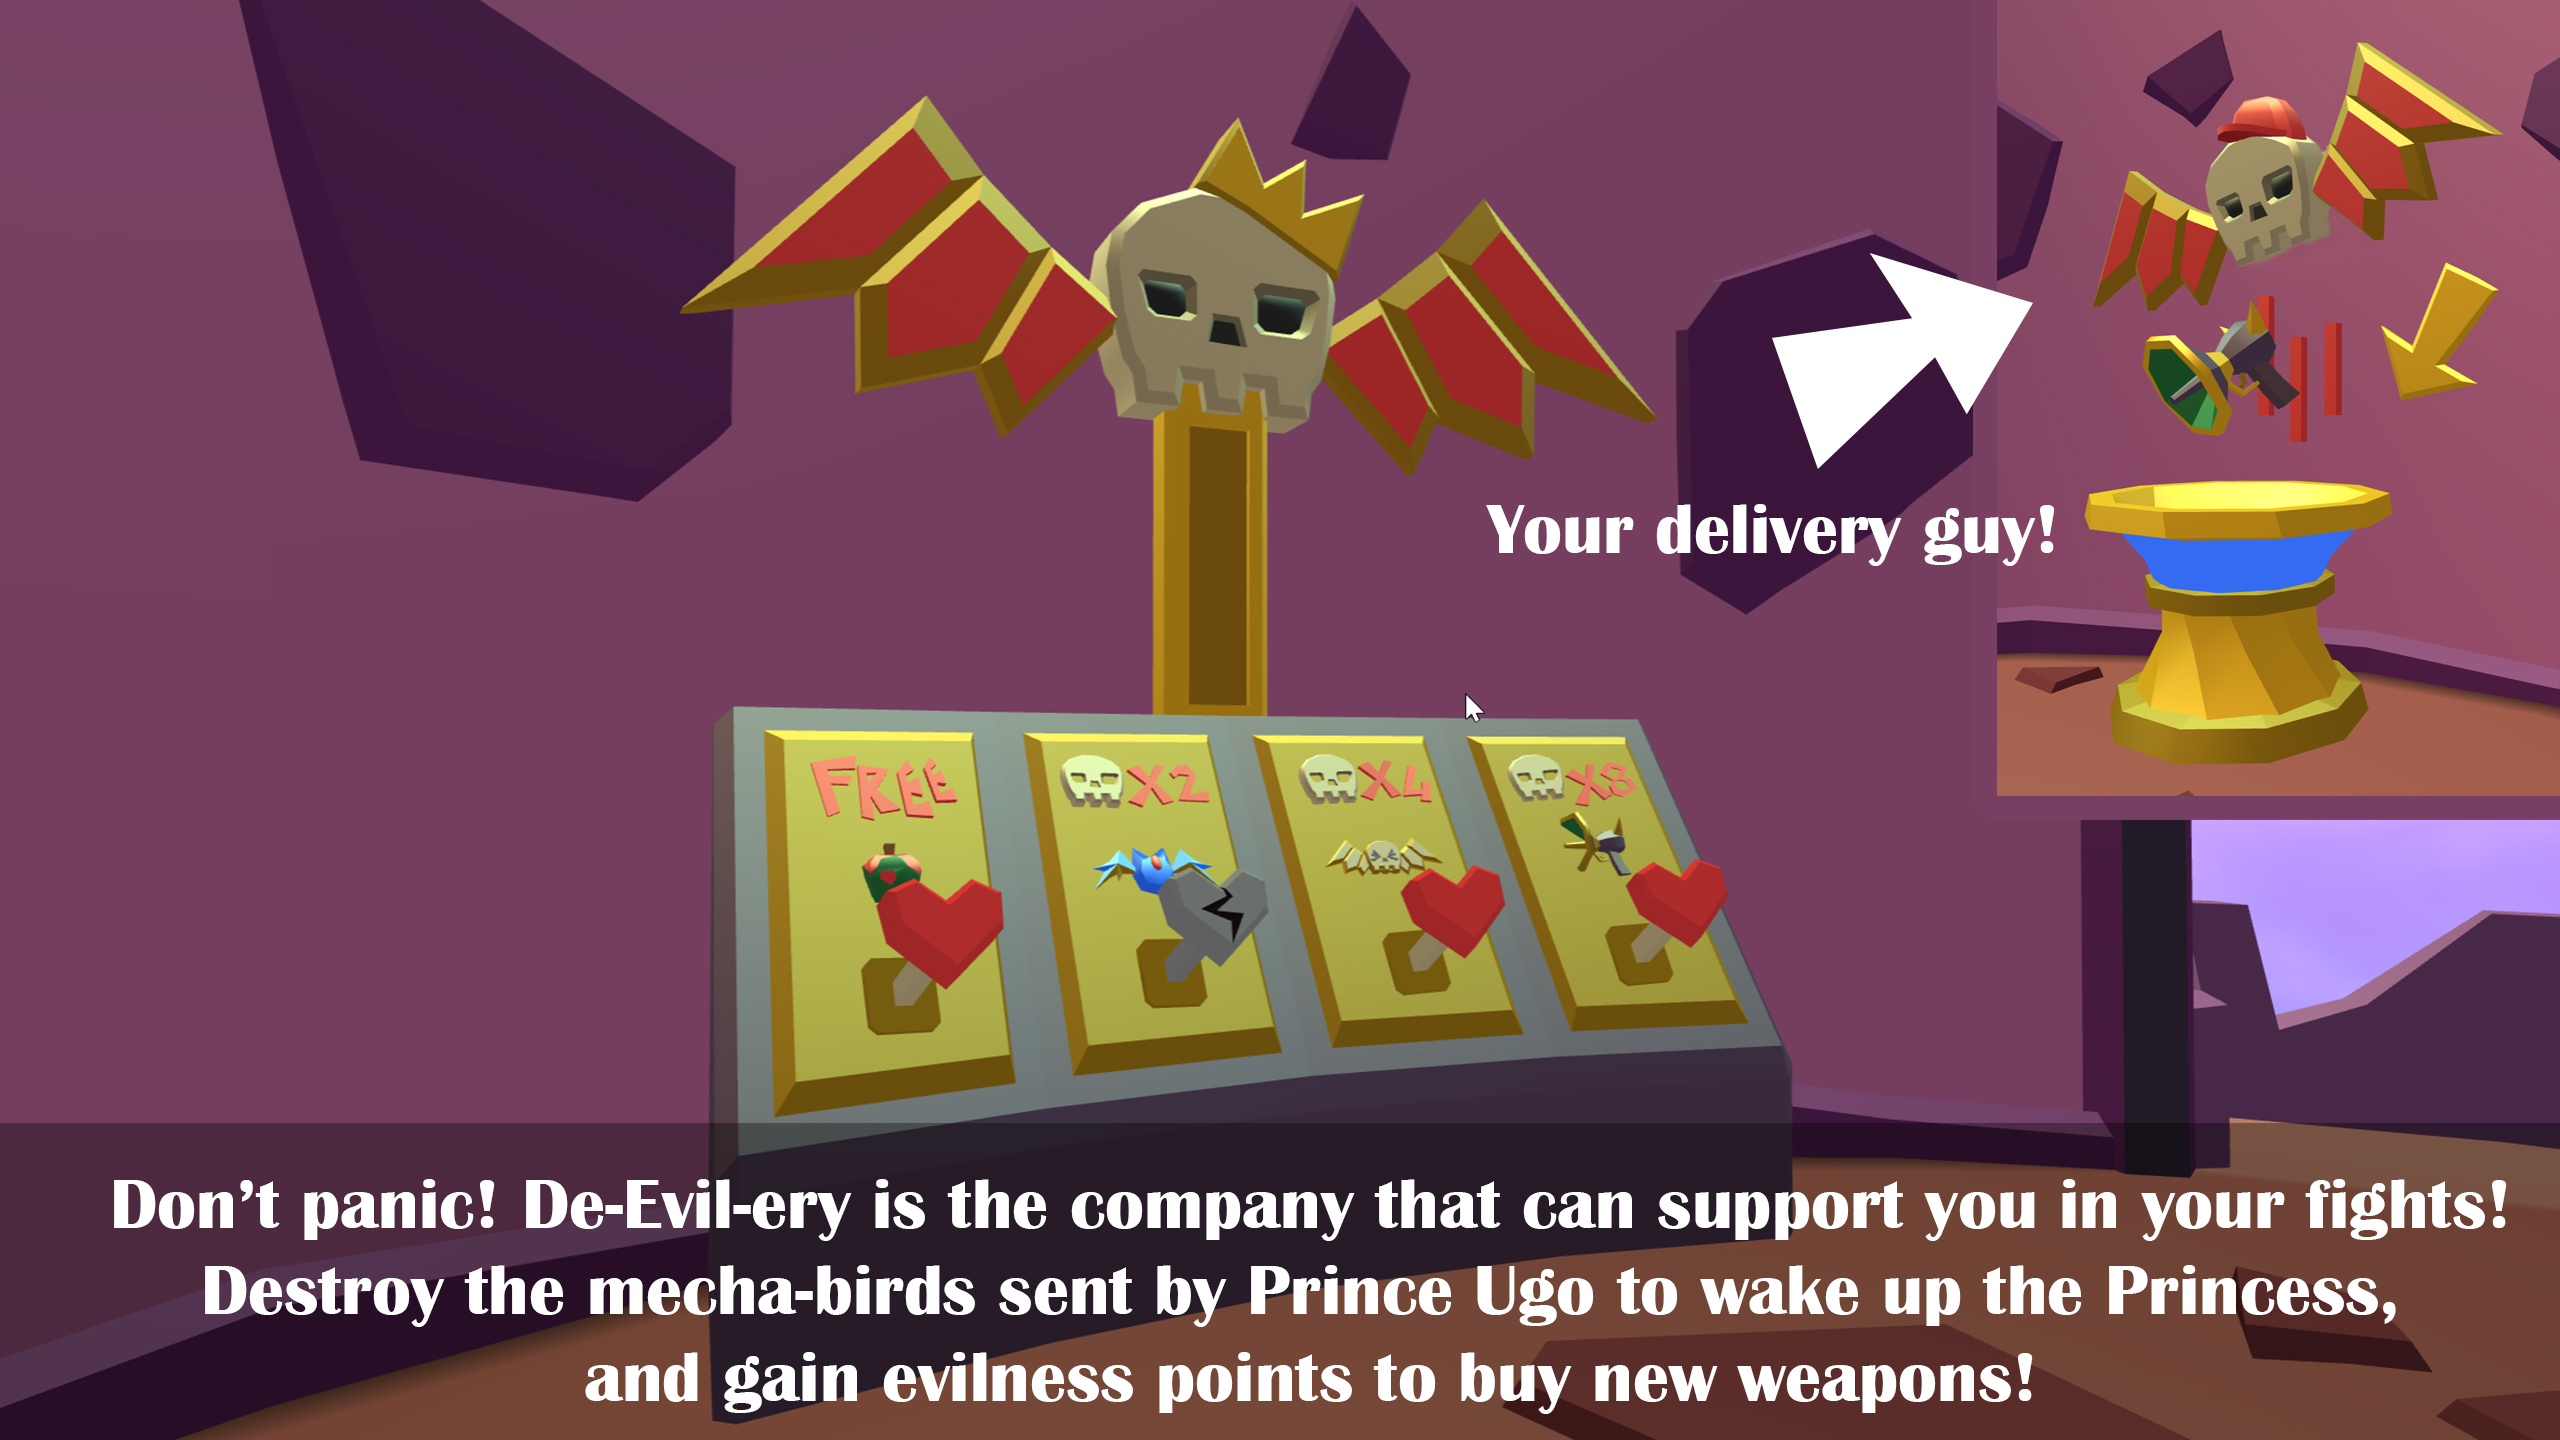 Your delivery guy!
FREE
X2
X4
X8
Don't panic! De-Evil-ery is the company that can support you in your fights!
Destroy the mecha-birds sent by Prince Ugo to wake up the Princess,
and gain evilness points to buy new weapons!